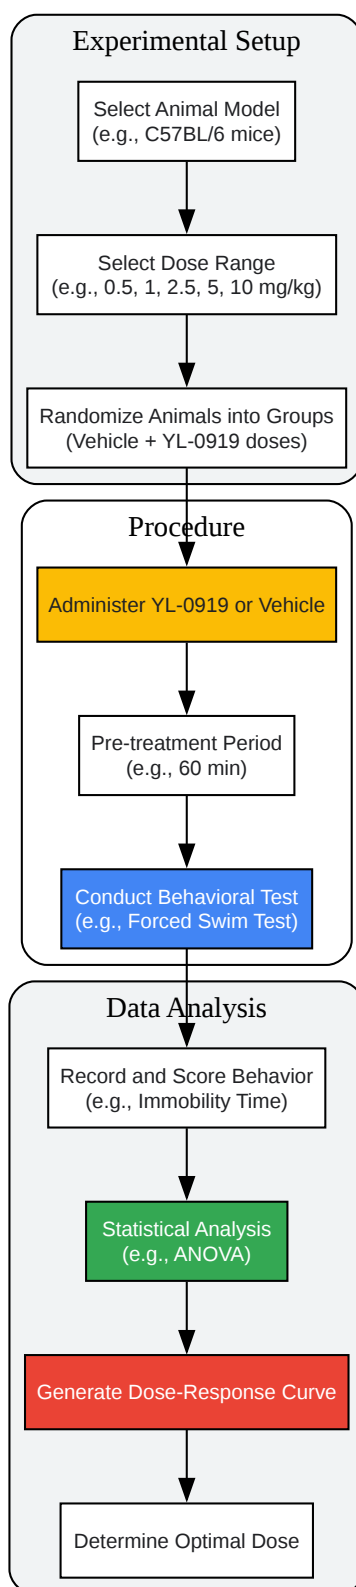 Experimental Setup
Select Animal Model
(e.g., C57BL/6 mice)
Select Dose Range
(e.g., 0.5, 1, 2.5, 5, 10 mg/kg)
Randomize Animals into Groups
(Vehicle + YL-0919 doses)
Procedure
Administer YL-0919 or Vehicle
Pre-treatment Period
(e.g., 60 min)
Conduct Behavioral Test
(e.g., Forced Swim Test)
Data Analysis
Record and Score Behavior
(e.g., Immobility Time)
Statistical Analysis
(e.g., ANOVA)
Generate Dose-Response Curve
Determine Optimal Dose